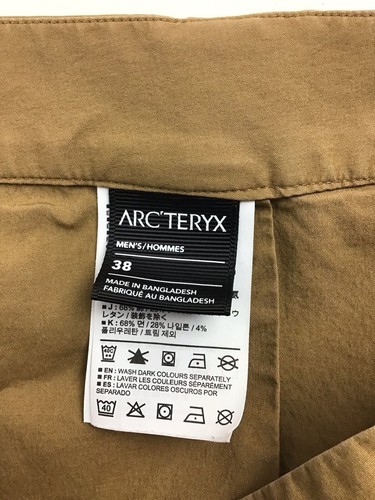 ARC'TERYX
MEN'S/HOMMES
38
MADE IN BANGLADESH
FABRIQUÉ AU BANGLADESH
■ J: 68%
レタン / 装飾を除く
■ K: 68% 면 / 28% 나일론 / 4%
폴리우레탄 / 트림 제외
■ EN: WASH DARK COLOURS SEPARATELY
■ FR: LAVER LES COULEURS SÉPARÉMENT
■ ES: LAVAR COLORES OSCUROS POR
SEPARADO
40